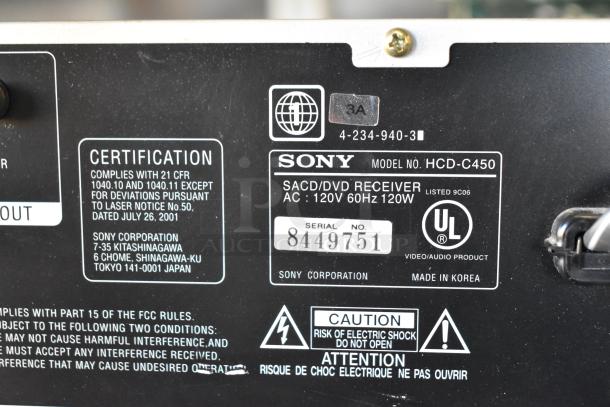 R
OUT
1
3A
4-234-940-3
CERTIFICATION
COMPLIES WITH 21 CFR
1040.10 AND 1040.11 EXCEPT
FOR DEVIATIONS PURSUANT
TO LASER NOTICE No.50,
DATED JULY 26, 2001
SONY CORPORATION
7-35 KITASHINAGAWA
6 CHOME, SHINAGAWA-KU
TOKYO 141-0001 JAPAN
SONY MODEL NO. HCD-C450
SACD/DVD RECEIVER LISTED 9C06
AC : 120V 60Hz 120W
UL
SERIAL NO.
8449751
VIDEO/AUDIO PRODUCT
SONY CORPORATION MADE IN KOREA
MPLIES WITH PART 15 OF THE FCC RULES.
BJECT TO THE FOLLOWING TWO CONDITIONS:
E MAY NOT CAUSE HARMFUL INTERFERENCE,AND
E MUST ACCEPT ANY INTERFERENCE RECEIVED,
RFERENCE THAT MAY CAUSE UNDESIRED
CAUTION
RISK OF ELECTRIC SHOCK
DO NOT OPEN
ATTENTION
RISQUE DE CHOC ELECTRIQUE NE PAS OUVRIR